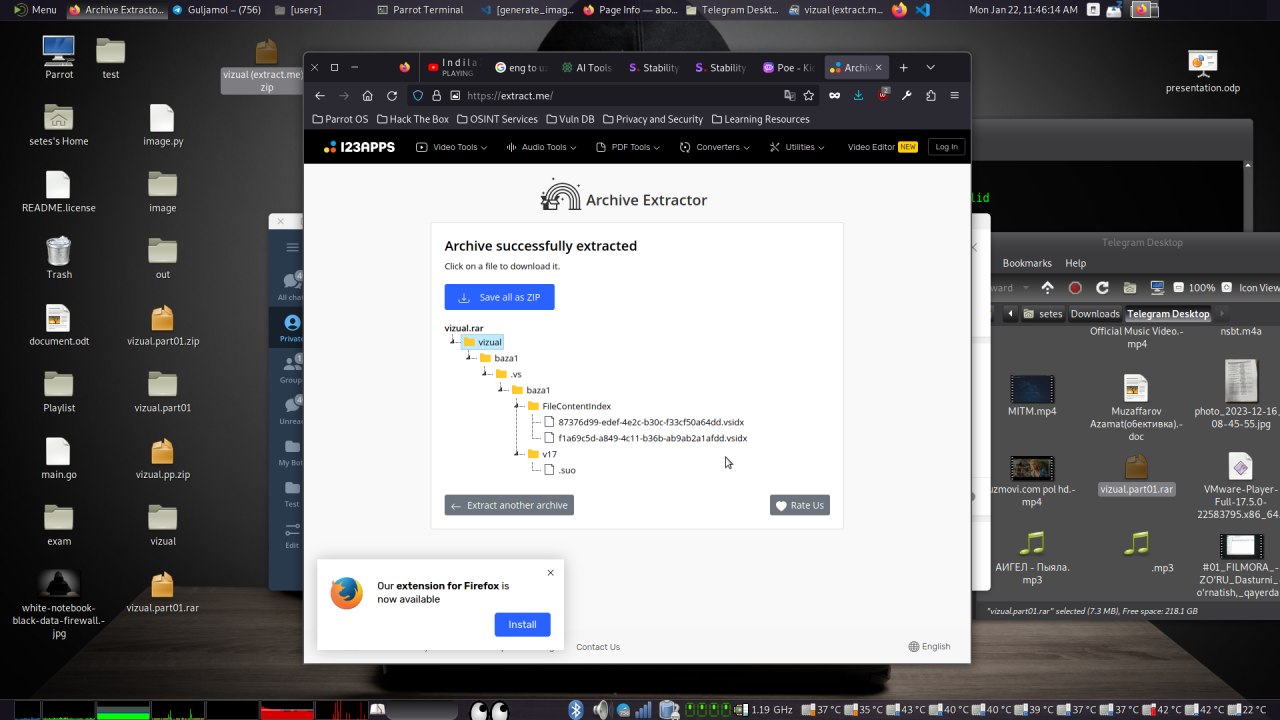 Menu
Archive Extracto...
Guljamol – (756)
[users]
Parrot Terminal
[generate_imag...
Page Info — abo...
Telegram Desktop
vizual (extract.m...
Mon Jan 22, 11:46:14 AM
Parrot
test
vizual (extract.me)
zip
presentation.odp
setes's Home
image.py
README.license
image
Trash
out
document.odt
vizual.part01.zip
Playlist
vizual.part01
main.go
vizual.pp.zip
exam
vizual
white-notebook-
black-data-firewall.-
jpg
vizual.part01.rar
Indila
PLAYING
eng to u
AI Tools
Stability
Stability
Poe -
Archiv
https://extract.me/
2
Parrot OS
Hack The Box
OSINT Services
Vuln DB
Privacy and Security
Learning Resources
123APPS
Video Tools
Audio Tools
PDF Tools
Converters
Utilities
Video Editor
NEW
Log In
Archive Extractor
Archive successfully extracted
Click on a file to download it.
Save all as ZIP
vizual.rar
vizual
baza1
.vs
baza1
FileContentIndex
87376d99-edef-4e2c-b30c-f33cf50a64dd.vsidx
f1a69c5d-a849-4c11-b36b-ab9ab2a1afdd.vsidx
v17
.suo
Extract another archive
Rate Us
Our extension for Firefox is
now available
Install
Contact Us
English
All cha
Private
Group
Unrea
My Bo
Test
Edit
lid
Telegram Desktop
Bookmarks
Help
ward
100%
Icon View
setes
Downloads
Telegram Desktop
Official Music Video.-
mp4
nsbt.m4a
MITM.mp4
Muzaffarov
Azamat(обективка).-
doc
photo_2023-12-16_
08-45-55.jpg
uzmovi.com pol hd.-
mp4
vizual.part01.rar
VMware-Player-
Full-17.5.0-
22583795.x86_64.
АИГЕЛ - Пыяла.
mp3
.mp3
#01_FILMORA_-
ZO'RU_Dasturni_
o'rnatish,_qayerda
"vizual.part01.rar" selected (7.3 MB), Free space: 218.1 GB
1.9 GHz
45°C
43°C
40°C
40°C
39°C
37°C
42°C
42°C
22°C